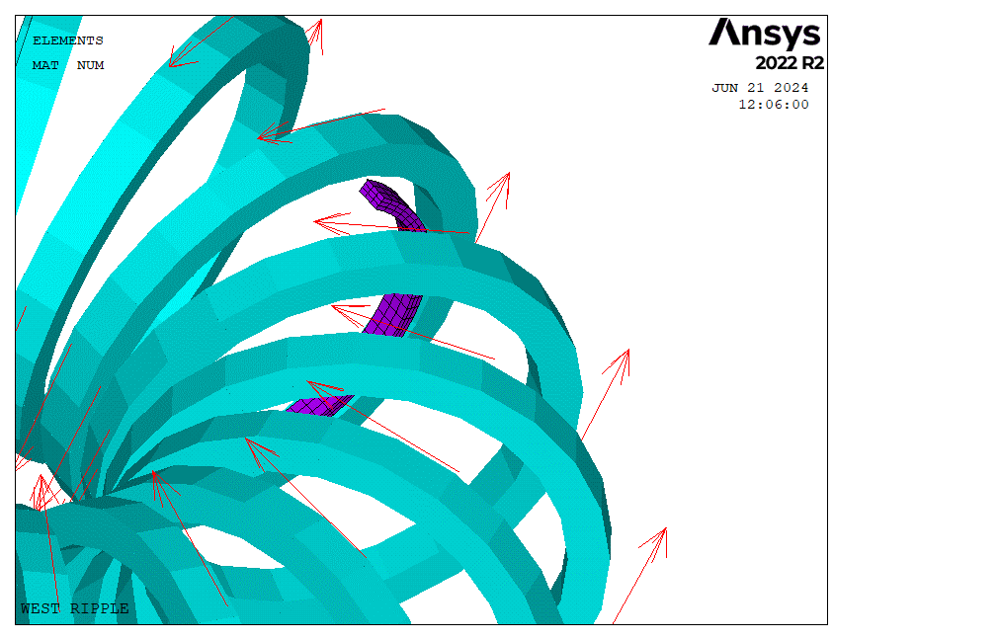 ELEMENTS
MAT NUM
Ansys
2022 R2
JUN 21 2024
12:06:00
WEST RIPPLE